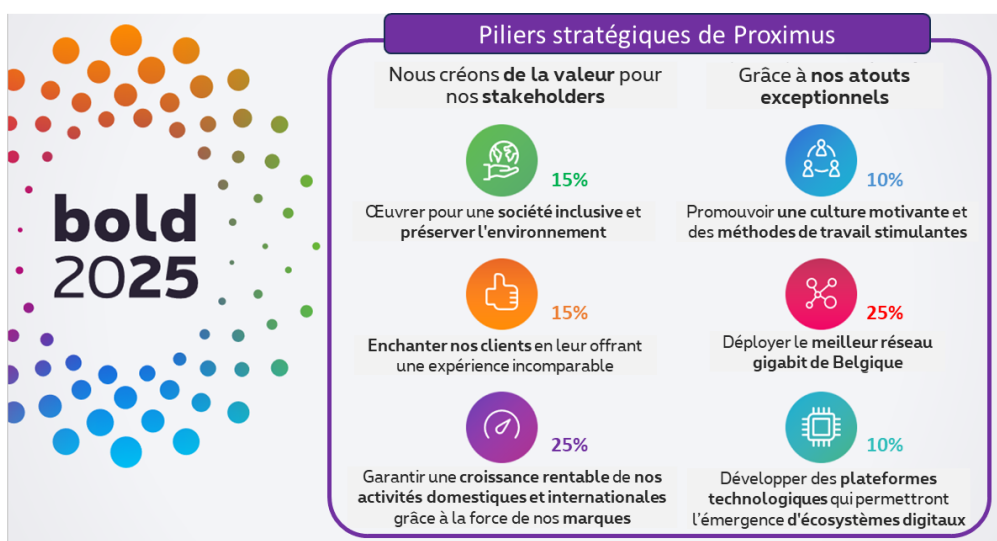 bold
2025
Piliers stratégiques de Proximus
Nous créons de la valeur pour
nos stakeholders
15%
Œuvrer pour une société inclusive et
préserver l'environnement
15%
Enchanter nos clients en leur offrant
une expérience incomparable
25%
Garantir une croissance rentable de nos
activités domestiques et internationales
grâce à la force de nos marques
Grâce à nos atouts
exceptionnels
10%
Promouvoir une culture motivante et
des méthodes de travail stimulantes
25%
Déployer le meilleur réseau
gigabit de Belgique
10%
Développer des plateformes
technologiques qui permettront
l’émergence d'écosystèmes digitaux